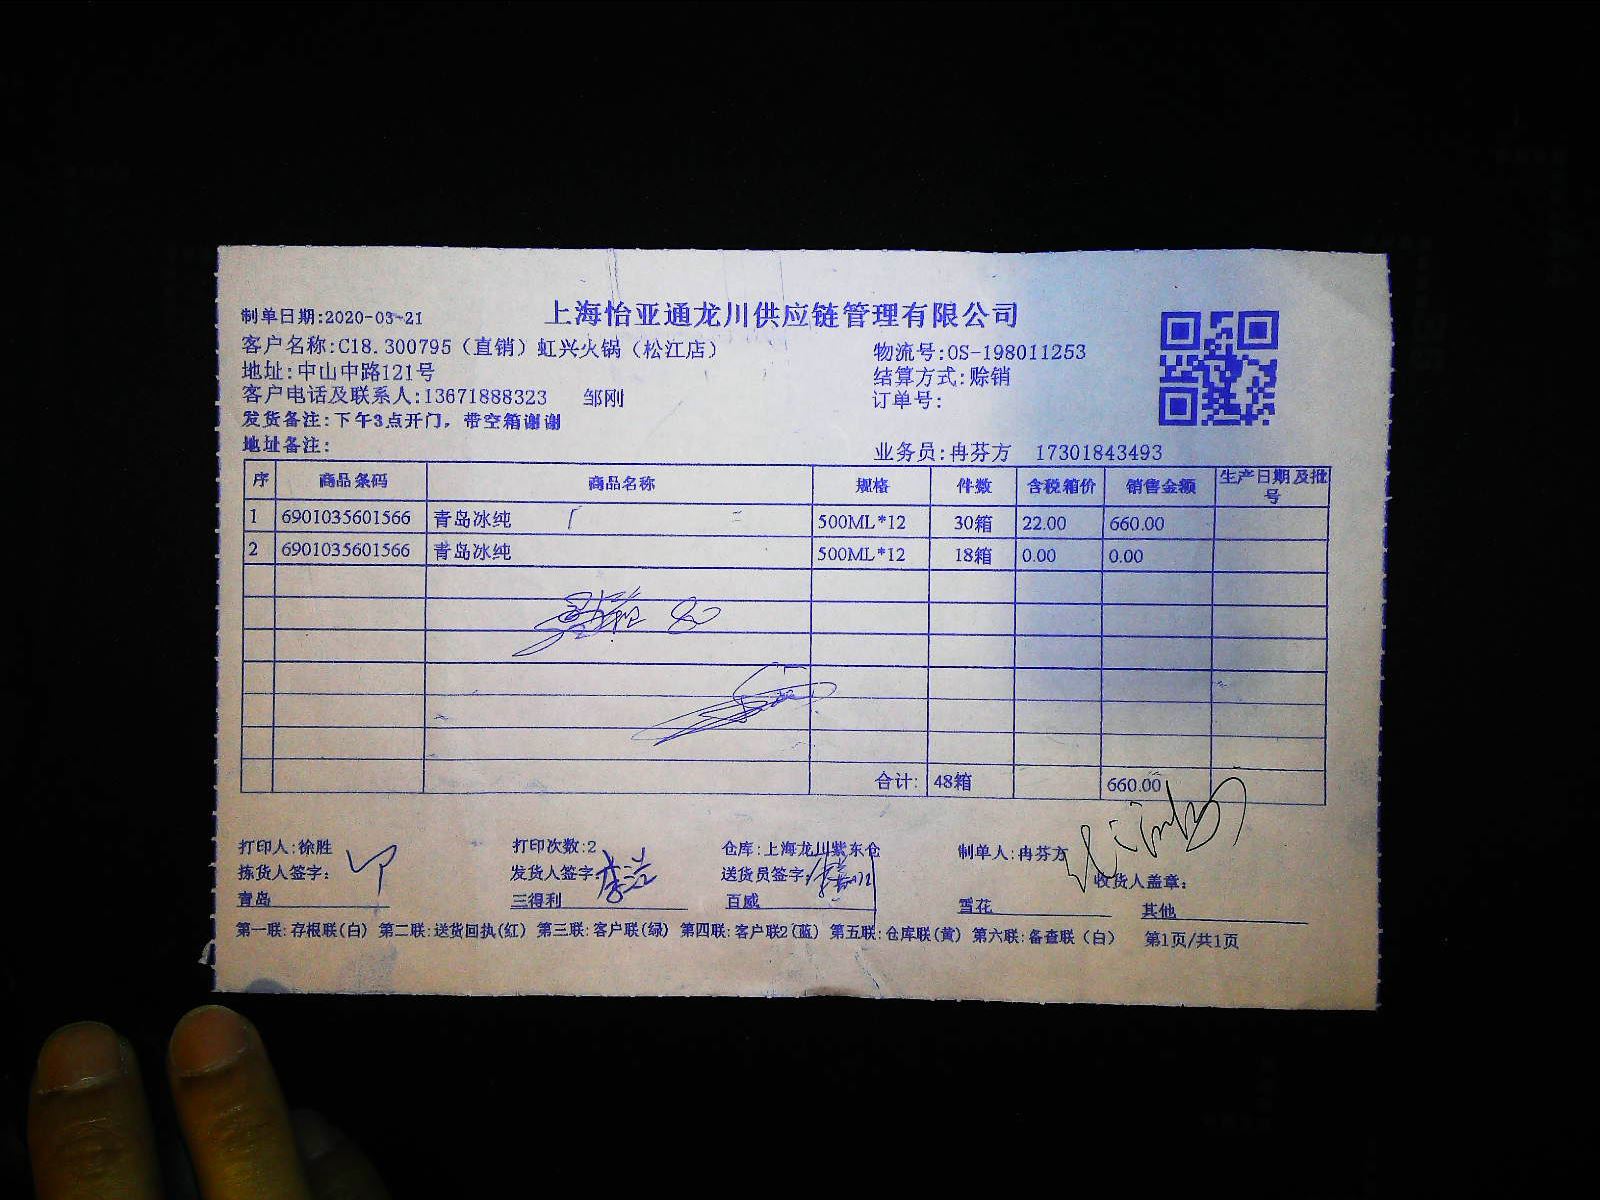 上海怡亚通龙川供应链管理有限公司
制单日期:2020-03-21
客户名称:C18.300795（直销）虹兴火锅（松江店）
物流号:OS-198011253
地址:中山中路121号
结算方式:赊销
客户电话及联系人:13671888323 邹刚
订单号:
发货备注:下午3点开门，带空箱谢谢
地址备注:
业务员:冉芬方 17301843493
序 商品条码 商品名称 规格 件数 含税箱价 销售金额 生产日期及批号
1 6901035601566 青岛冰纯 500ML*12 30箱 22.00 660.00
2 6901035601566 青岛冰纯 500ML*12 18箱 0.00 0.00
合计: 48箱 660.00
打印人:徐胜 打印次数:2 仓库:上海龙川紫东仓 制单人:冉芬方
拣货人签字: 发货人签字: 送货员签字: 收货人盖章:
青岛 三得利 百威 雪花 其他
第一联:存根联(白) 第二联:送货回执(红) 第三联:客户联(绿) 第四联:客户联2(蓝) 第五联:仓库联(黄) 第六联:备查联（白） 第1页/共1页